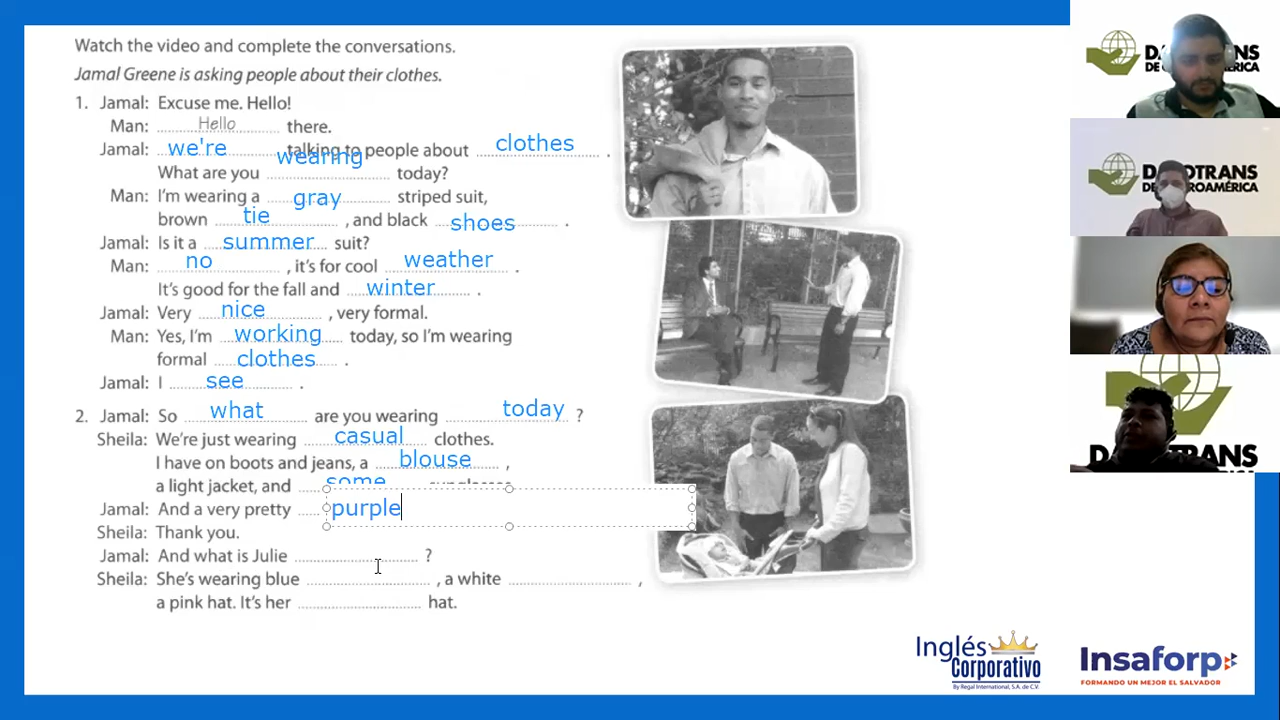 Watch the video and complete the conversations.
Jamal Greene is asking people about their clothes.
1. Jamal: Excuse me. Hello!
Man: Hello there.
Jamal: we're talking to people about clothes .
What are you wearing today?
Man: I'm wearing a gray striped suit,
brown tie , and black shoes .
Jamal: Is it a summer suit?
Man: no , it's for cool weather .
It's good for the fall and winter .
Jamal: Very nice , very formal.
Man: Yes, I'm working today, so I'm wearing
formal clothes .
Jamal: I see .
2. Jamal: So what are you wearing today ?
Sheila: We're just wearing casual clothes.
I have on boots and jeans, a blouse ,
a light jacket, and some sunglasses
Jamal: And a very pretty purple
Sheila: Thank you.
Jamal: And what is Julie ?
Sheila: She's wearing blue , a white ,
a pink hat. It's her hat.
Inglés
Corporativo
By Regal International, S.A. de C.V.
Insaforp
FORMANDO UN MEJOR EL SALVADOR